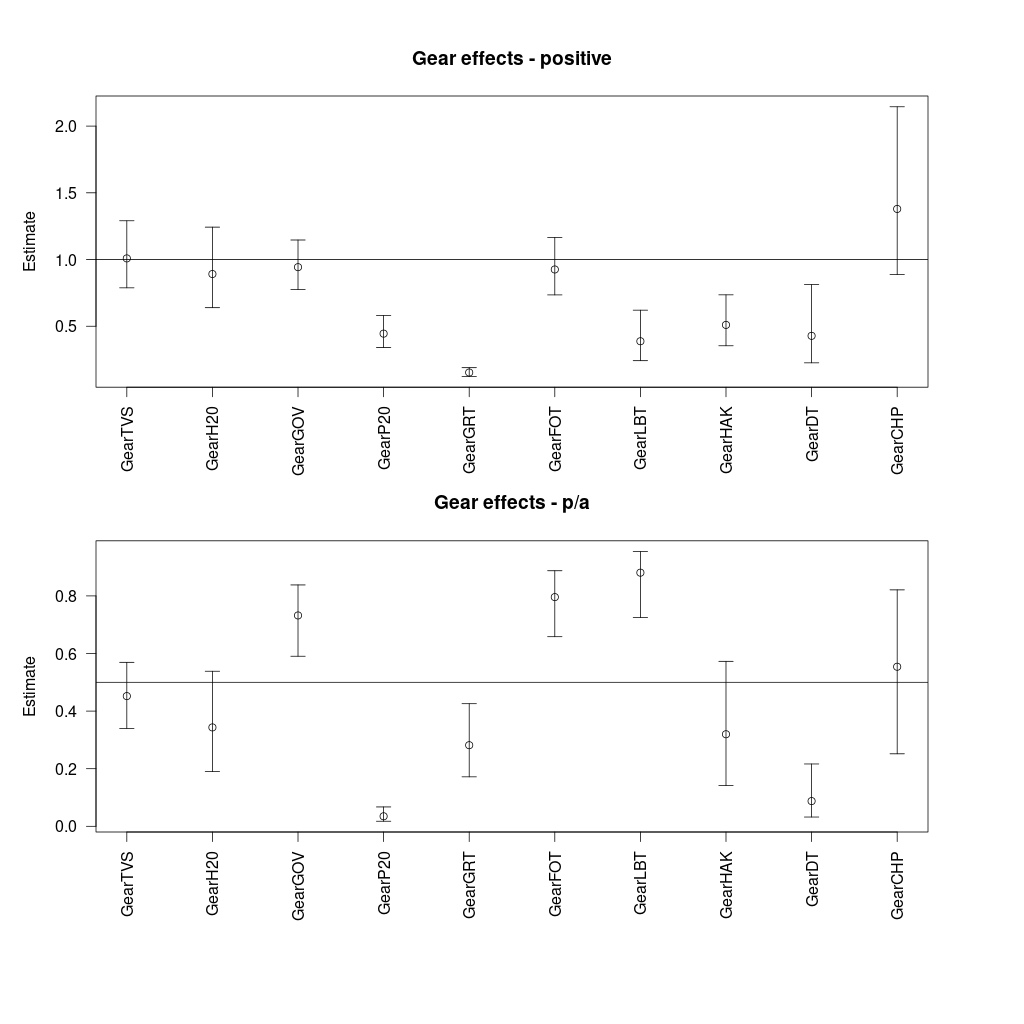 Gear effects - positive
Estimate
2.0
1.5
1.0
0.5
GearTVS GearH20 GearGOV GearP20 GearGRT GearFOT GearLBT GearHAK GearDT GearCHP
Gear effects - p/a
Estimate
0.8
0.6
0.4
0.2
0.0
GearTVS GearH20 GearGOV GearP20 GearGRT GearFOT GearLBT GearHAK GearDT GearCHP